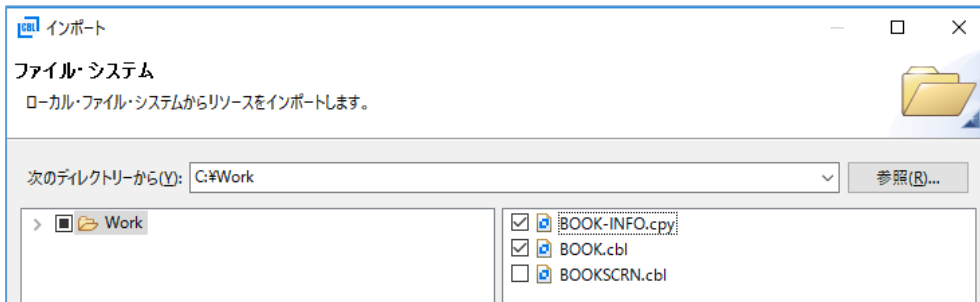 CBL インポート
ファイル・システム
ローカル・ファイル・システムからリソースをインポートします。
次のディレクトリーから(Y): C:¥Work 参照(R)...
Work
BOOK-INFO.cpy
BOOK.cbl
BOOKSCRN.cbl